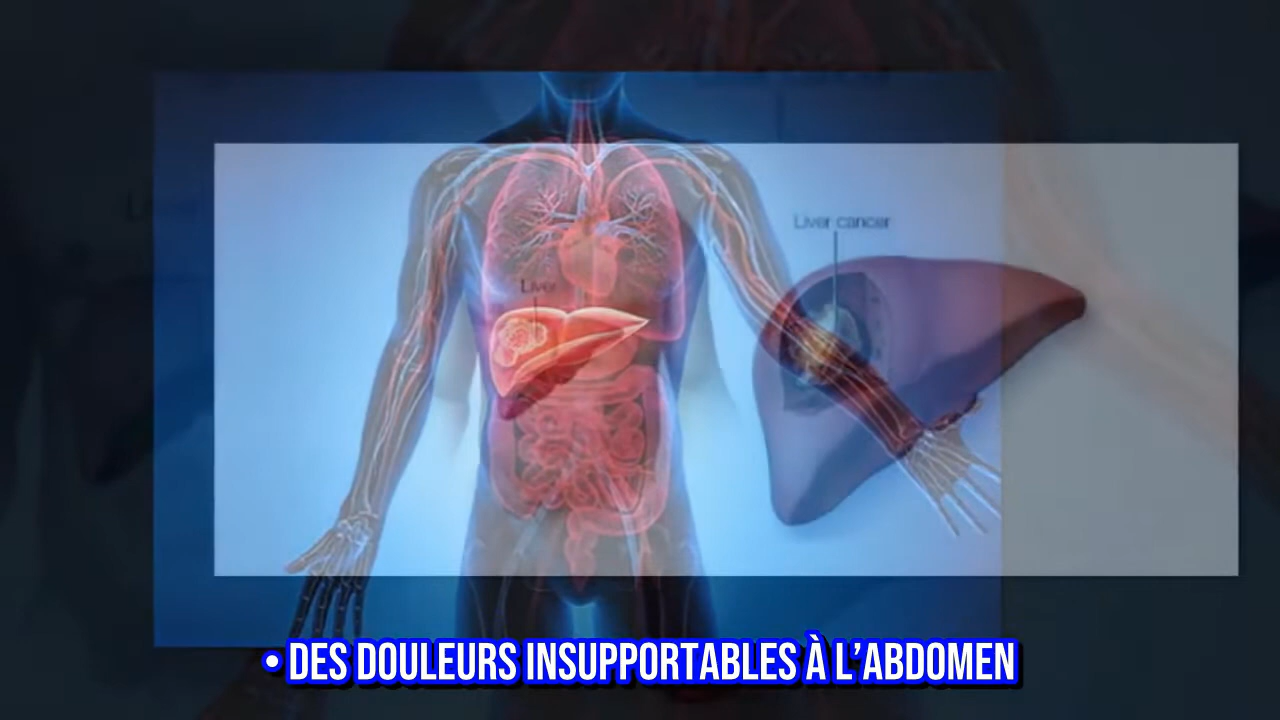 Liver cancer
Liver
• DES DOULEURS INSUPPORTABLES À L’ABDOMEN